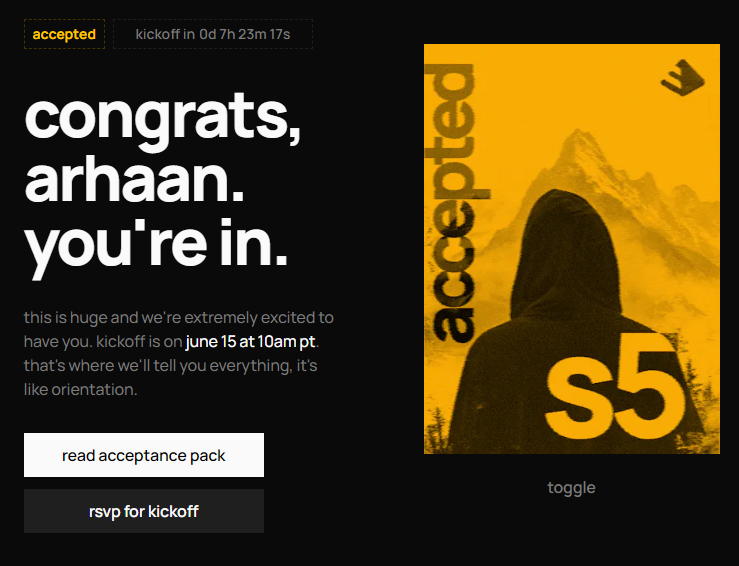 accepted
kickoff in 0d 7h 23m 17s
congrats,
arhaan.
you're in.
this is huge and we're extremely excited to
have you. kickoff is on june 15 at 10am pt.
that's where we'll tell you everything, it's
like orientation.
read acceptance pack
rsvp for kickoff
accepted
s5
toggle